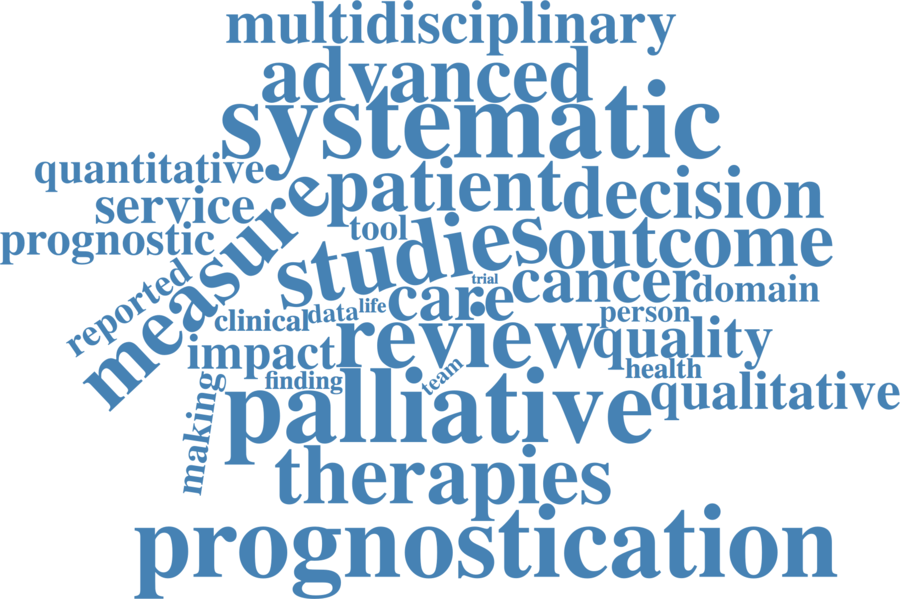 multidisciplinary
advanced
systematic
quantitative
patient
decision
service
measure
tool
prognostic
studies
outcome
trial
cancer
domain
reported
care
life
data
clinical
person
review
quality
impact
health
finding
team
making
palliative
qualitative
therapies
prognostication